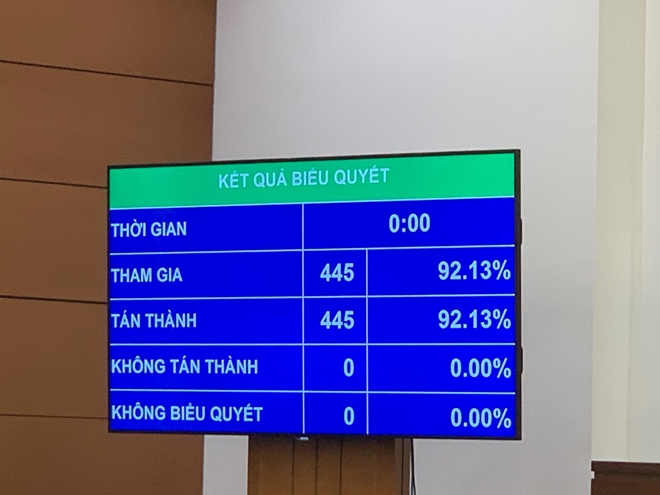 KẾT QUẢ BIỂU QUYẾT
THỜI GIAN 0:00
THAM GIA 445 92.13%
TÁN THÀNH 445 92.13%
KHÔNG TÁN THÀNH 0 0.00%
KHÔNG BIỂU QUYẾT 0 0.00%